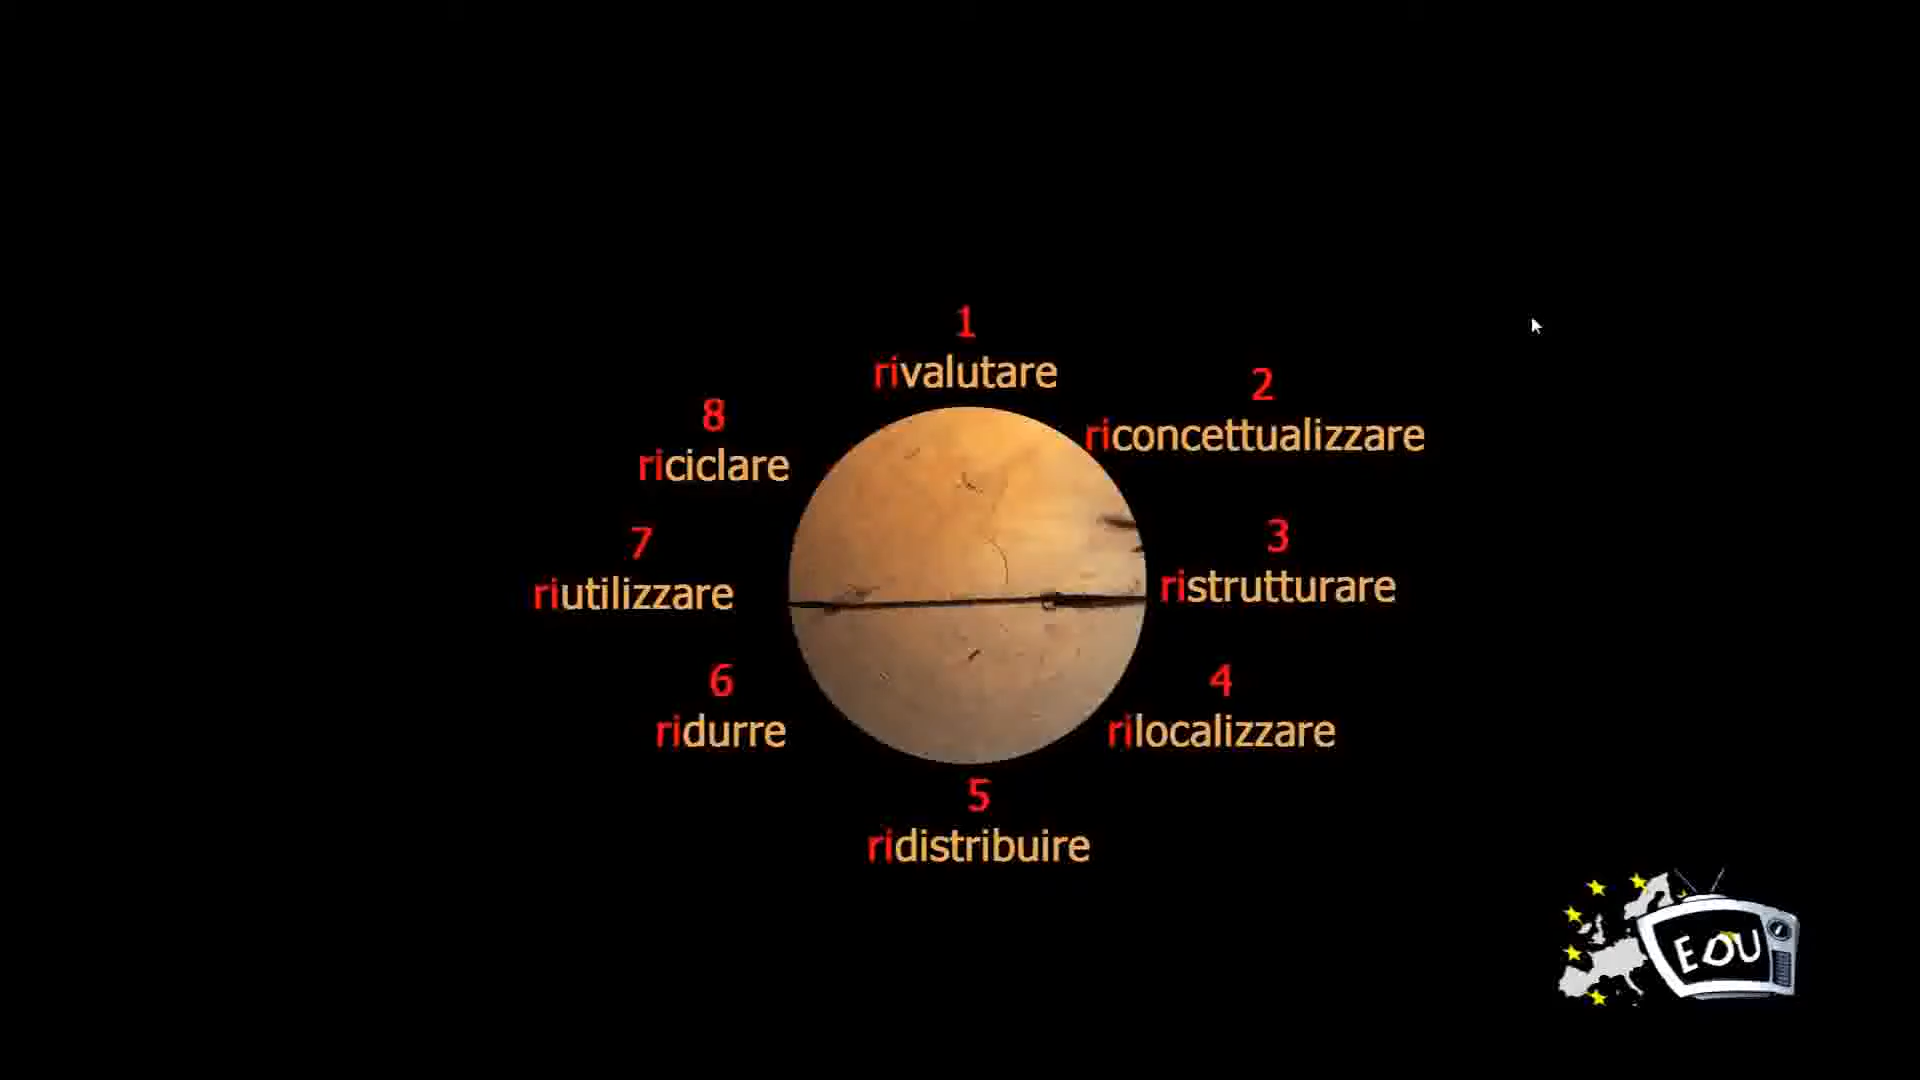 1
rivalutare
2
riconcettualizzare
3
ristrutturare
4
rilocalizzare
5
ridistribuire
6
ridurre
7
riutilizzare
8
riciclare
EDU